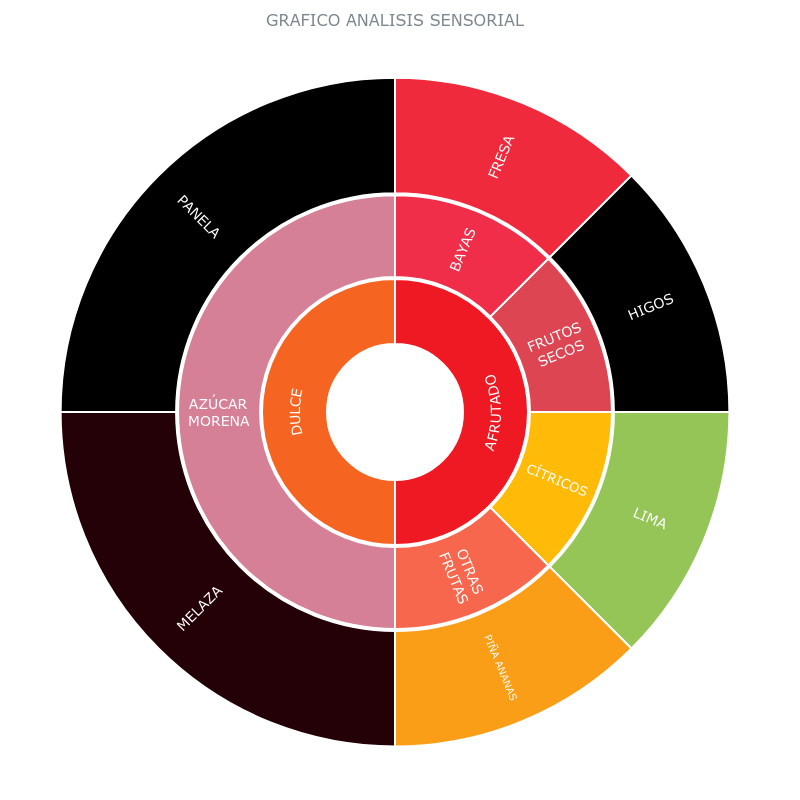 GRAFICO ANALISIS SENSORIAL
FRESA
HIGOS
LIMA
PIÑA ANANAS
MELAZA
PANELA
BAYAS
FRUTOS
SECOS
CÍTRICOS
OTRAS
FRUTAS
AZÚCAR
MORENA
AFRUTADO
DULCE